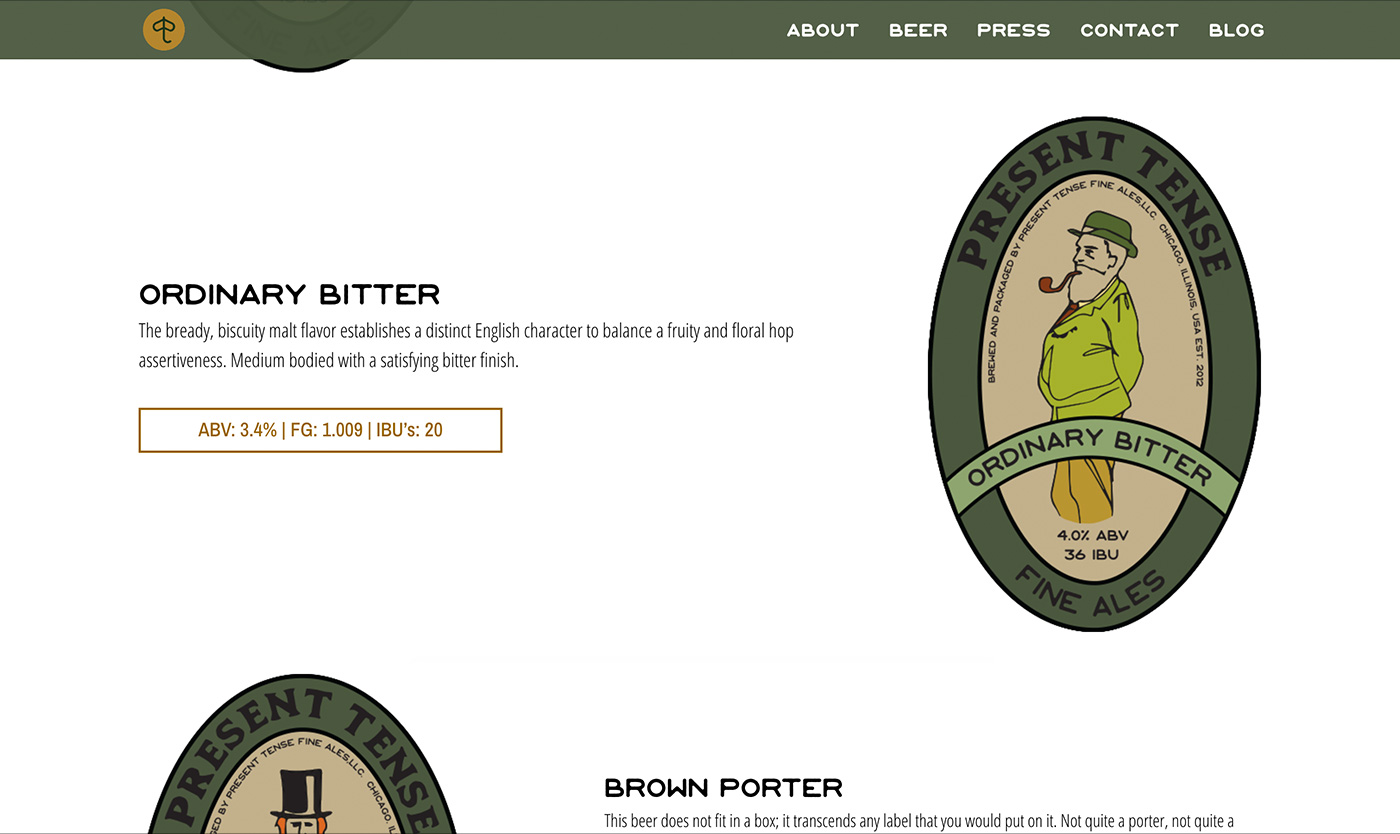 FINE ALES
ABOUT BEER PRESS CONTACT BLOG
PRESENT TENSE
BREWED AND PACKAGED BY PRESENT TENSE FINE ALES,LLC. CHICAGO, ILLINOIS, USA EST. 2012
ORDINARY BITTER
4.0% ABV
36 IBU
FINE ALES
ORDINARY BITTER
The bready, biscuity malt flavor establishes a distinct English character to balance a fruity and floral hop
assertiveness. Medium bodied with a satisfying bitter finish.
ABV: 3.4% | FG: 1.009 | IBU’s: 20
PRESENT TENSE
PACKAGED BY PRESENT TENSE FINE ALES,LLC. CHICAGO,
BROWN PORTER
This beer does not fit in a box; it transcends any label that you would put on it. Not quite a porter, not quite a